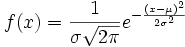 f(x) = \frac{1}{\sigma\sqrt{2\pi}} e^{-\frac{(x-\mu)^2}{2\sigma^2}}